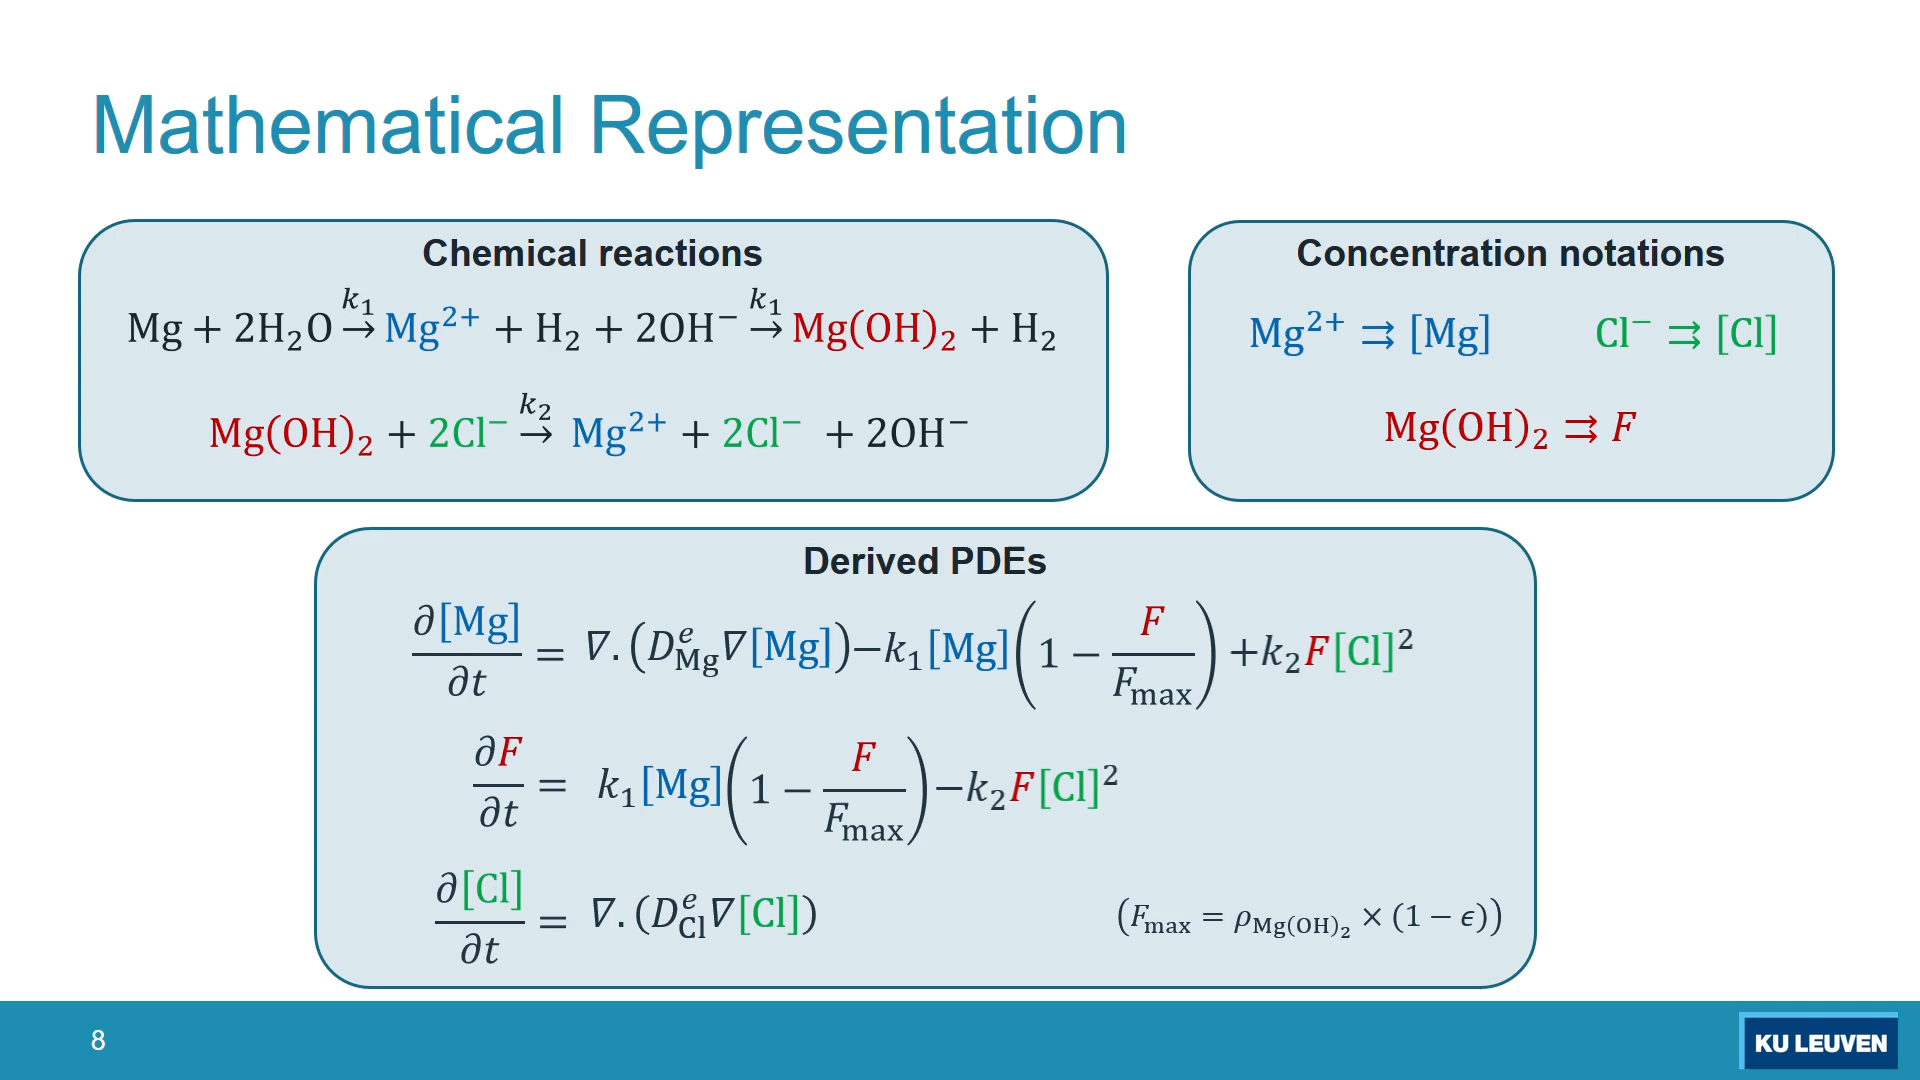 Mathematical Representation
Chemical reactions
Mg + 2H₂O →(k₁) Mg²⁺ + H₂ + 2OH⁻ →(k₁) Mg(OH)₂ + H₂
Mg(OH)₂ + 2Cl⁻ →(k₂) Mg²⁺ + 2Cl⁻ + 2OH⁻
Concentration notations
Mg²⁺ ⇉ [Mg] Cl⁻ ⇉ [Cl]
Mg(OH)₂ ⇉ F
Derived PDEs
∂[Mg]/∂t = ∇.(D_Mg^e ∇[Mg])−k₁[Mg](1 − F/F_max) +k₂F[Cl]²
∂F/∂t = k₁[Mg](1 − F/F_max)−k₂F[Cl]²
∂[Cl]/∂t = ∇.(D_Cl^e ∇[Cl]) (F_max = ρ_Mg(OH)₂ × (1 − ϵ))
8
KU LEUVEN